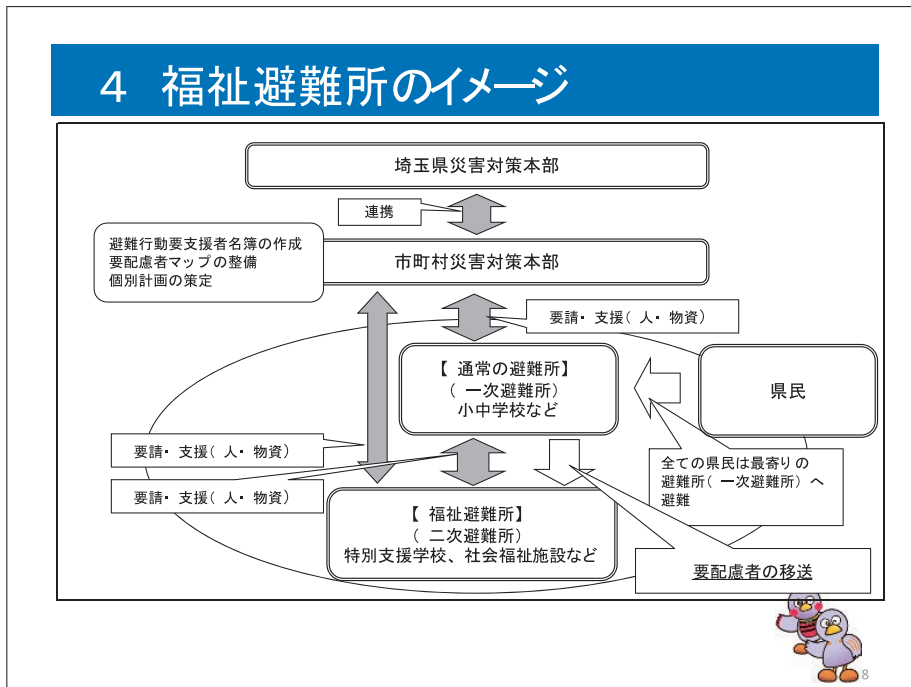 4 福祉避難所のイメージ
埼玉県災害対策本部
連携
避難行動要支援者名簿の作成
要配慮者マップの整備
個別計画の策定
市町村災害対策本部
要請・支援(人・物資)
【通常の避難所】
(一次避難所)
小中学校など
県民
要請・支援(人・物資)
要請・支援(人・物資)
全ての県民は最寄りの
避難所(一次避難所)へ
避難
【福祉避難所】
(二次避難所)
特別支援学校、社会福祉施設など
要配慮者の移送
8